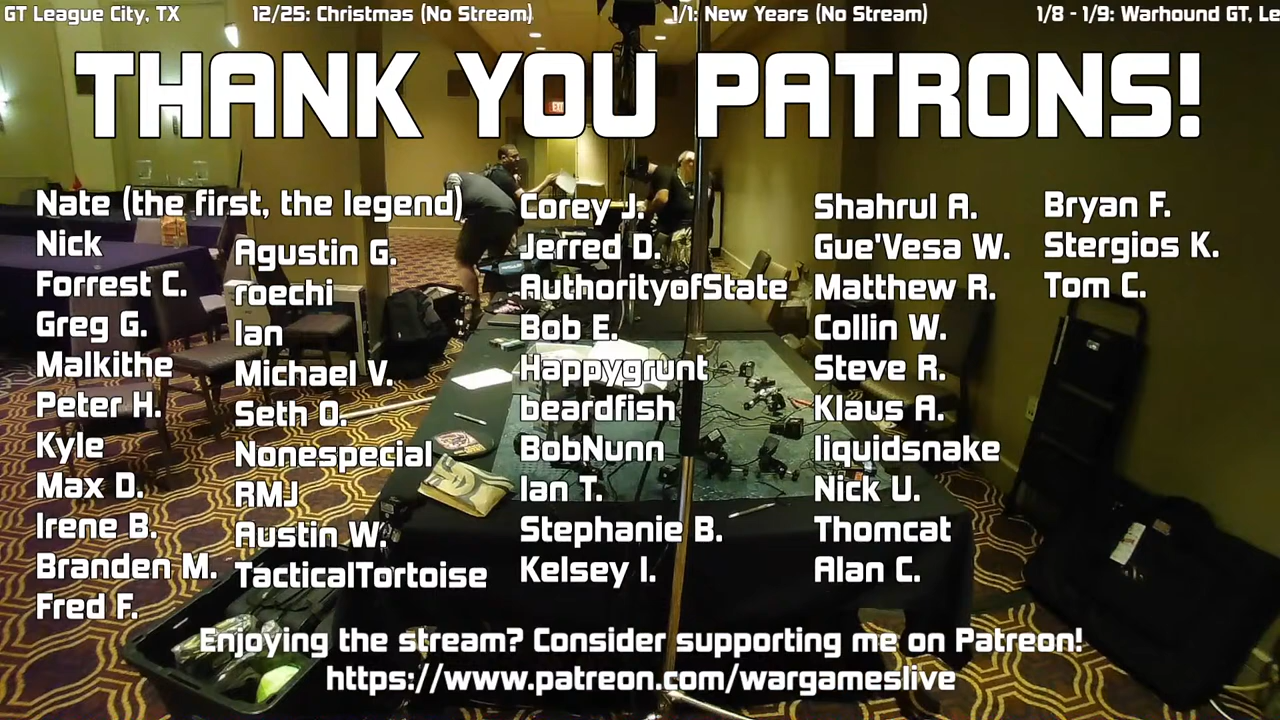 GT League City, TX 12/25: Christmas (No Stream) 1/1: New Years (No Stream) 1/8 - 1/9: Warhound GT, Le
THANK YOU PATRONS!
Nate (the first, the legend)
Nick
Forrest C.
Greg G.
Malkithe
Peter H.
Kyle
Max D.
Irene B.
Branden M.
Fred F.
Agustin G.
roechi
Ian
Michael V.
Seth O.
Nonespecial
RMJ
Austin W.
TacticalTortoise
Corey J.
Jerred D.
AuthorityofState
Bob E.
Happygrunt
beardfish
BobNunn
Ian T.
Stephanie B.
Kelsey I.
Shahrul A.
Gue'Vesa W.
Matthew R.
Collin W.
Steve R.
Klaus A.
liquidsnake
Nick U.
Thomcat
Alan C.
Bryan F.
Stergios K.
Tom C.
Enjoying the stream? Consider supporting me on Patreon!
https://www.patreon.com/wargameslive
EXIT